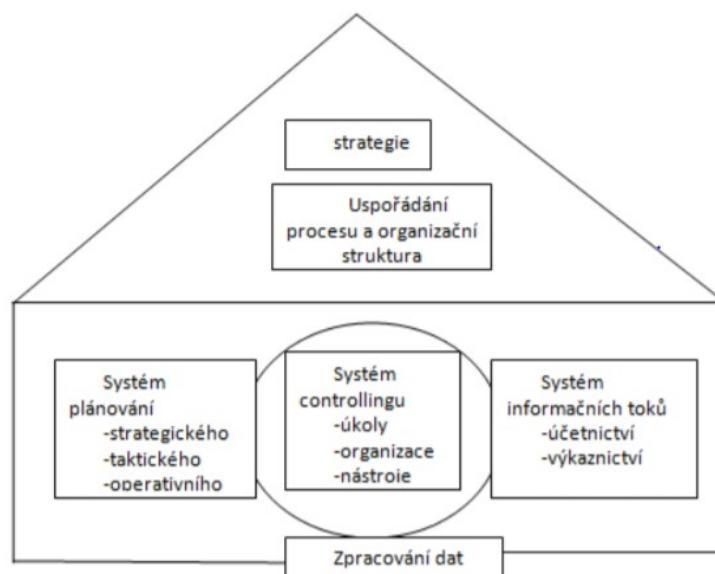 strategie
Uspořádání
procesu a organizační
struktura
Systém
plánování
-strategického
-taktického
-operativního
Systém
controllingu
-úkoly
-organizace
-nástroje
Systém
informačních toků
-účetnictví
-výkaznictví
Zpracování dat